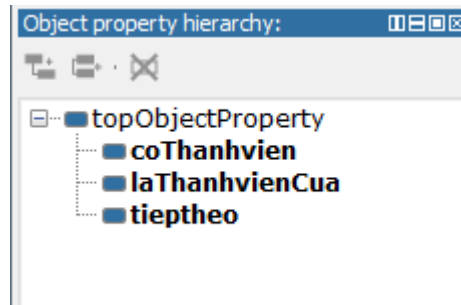 Object property hierarchy:
topObjectProperty
coThanhvien
laThanhvienCua
tieptheo